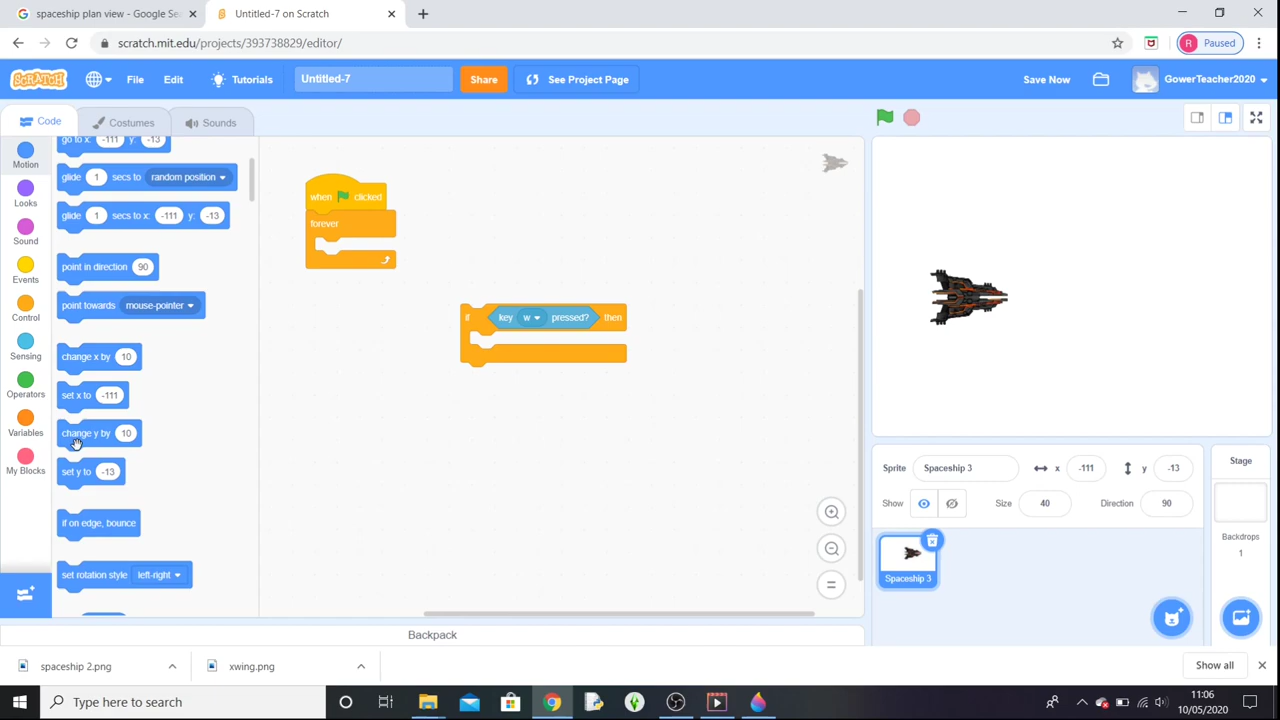 spaceship plan view - Google Se
Untitled-7 on Scratch
scratch.mit.edu/projects/393738829/editor/
R Paused
SCRATCH
File
Edit
Tutorials
Untitled-7
Share
See Project Page
Save Now
GowerTeacher2020
Code
Costumes
Sounds
Motion
Looks
Sound
Events
Control
Sensing
Operators
Variables
My Blocks
go to x: -111 y: -13
glide 1 secs to random position
glide 1 secs to x: -111 y: -13
point in direction 90
point towards mouse-pointer
change x by 10
set x to -111
change y by 10
set y to -13
if on edge, bounce
set rotation style left-right
when clicked
forever
if key w pressed? then
Sprite Spaceship 3 x -111 y -13
Show Size 40 Direction 90
Spaceship 3
Stage
Backdrops
1
Backpack
spaceship 2.png
xwing.png
Show all
Type here to search
11:06
10/05/2020